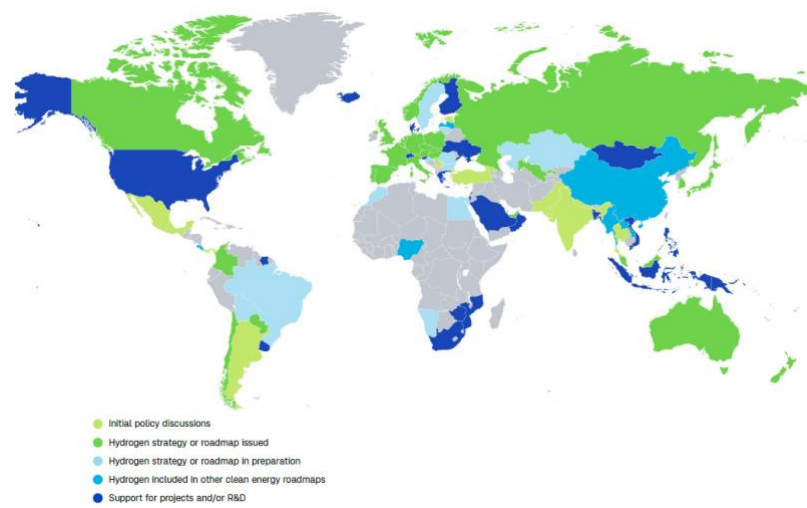 Initial policy discussions
Hydrogen strategy or roadmap issued
Hydrogen strategy or roadmap in preparation
Hydrogen included in other clean energy roadmaps
Support for projects and/or R&D